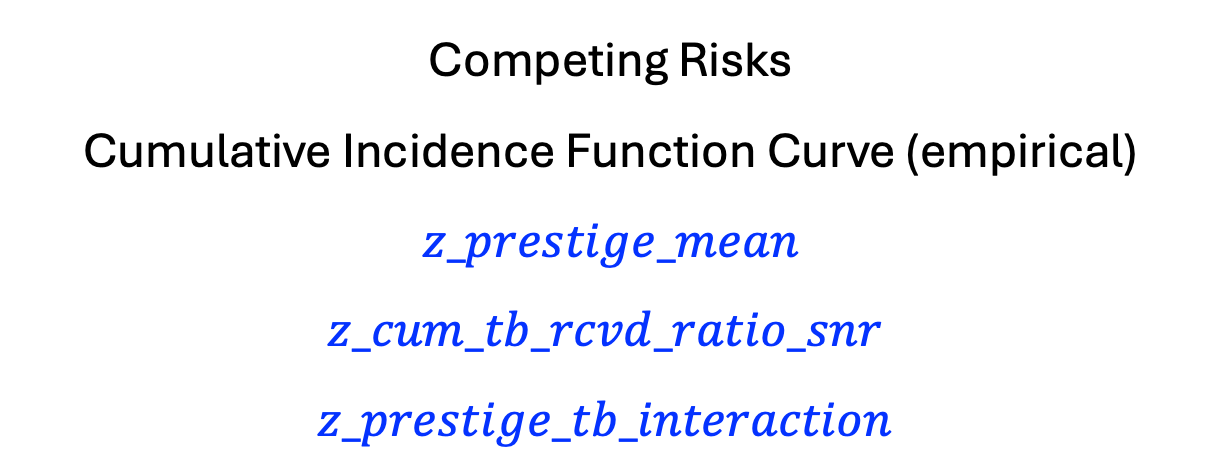 Competing Risks
Cumulative Incidence Function Curve (empirical)
z_prestige_mean
z_cum_tb_rcvd_ratio_snr
z_prestige_tb_interaction